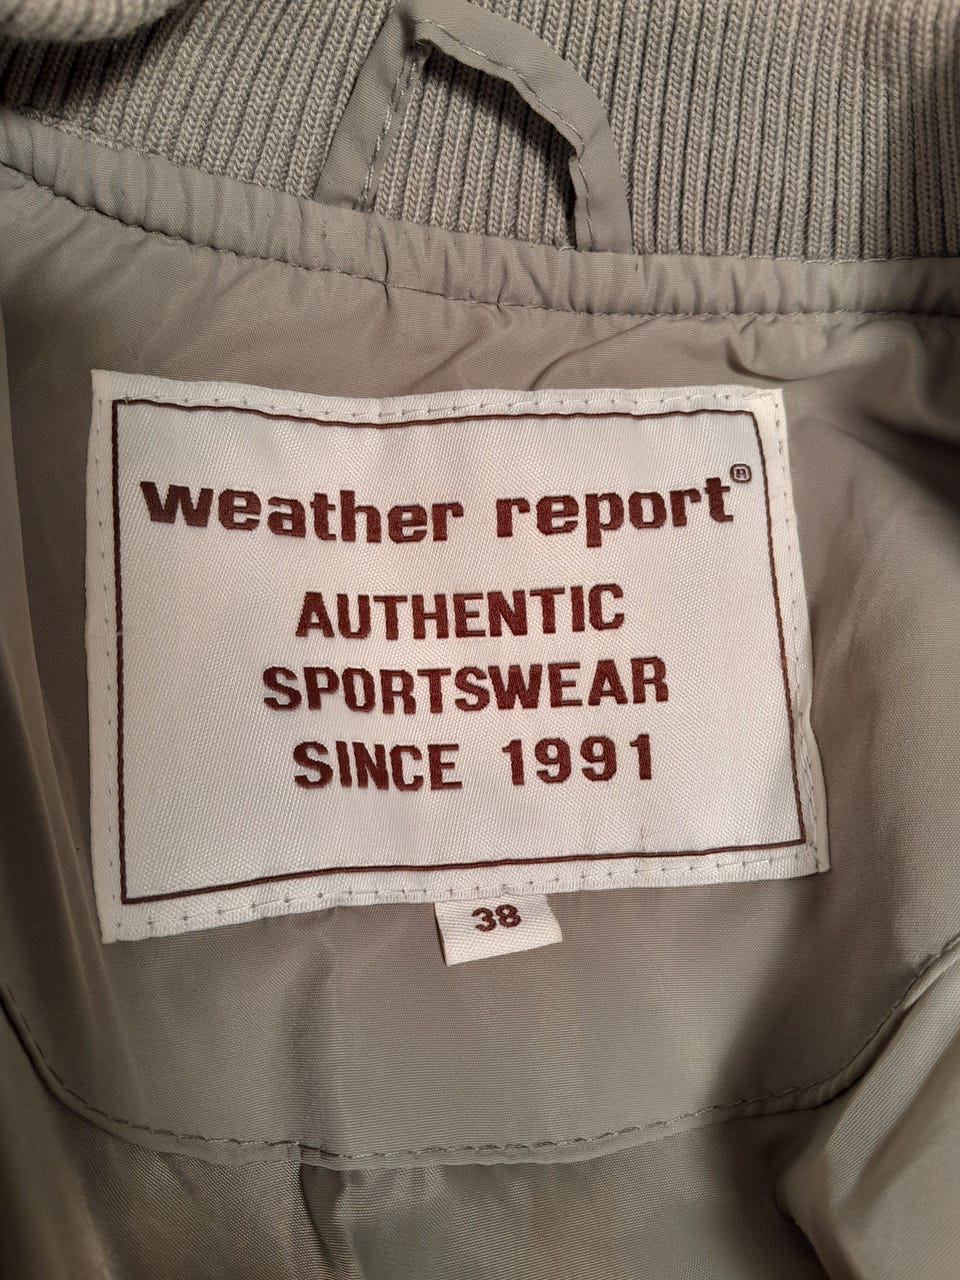 weather report®
AUTHENTIC
SPORTSWEAR
SINCE 1991
38